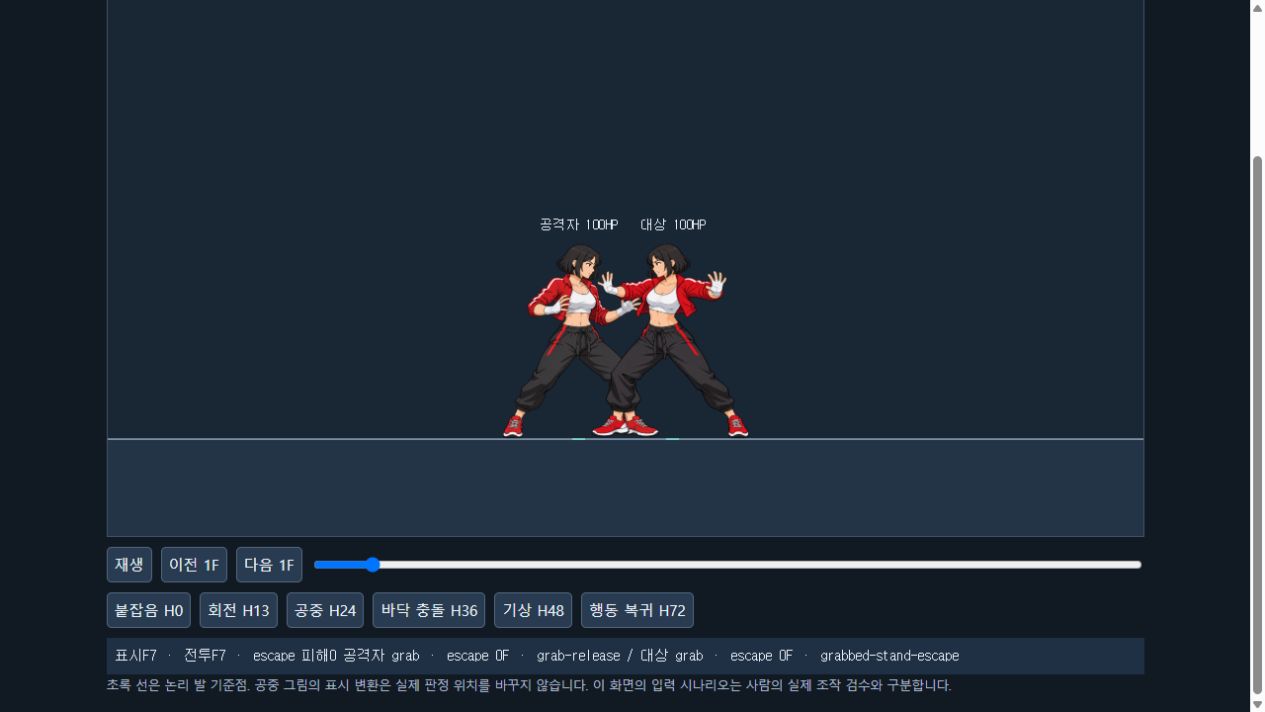 공격자 100HP 대상 100HP
재생 이전 1F 다음 1F
붙잡음 H0 회전 H13 공중 H24 바닥 충돌 H36 기상 H48 행동 복귀 H72
표시F7 · 전투F7 · escape 피해0 공격자 grab · escape 0F · grab-release / 대상 grab · escape 0F · grabbed-stand-escape
초록 선은 논리 발 기준점. 공중 그림의 표시 변환은 실제 판정 위치를 바꾸지 않습니다. 이 화면의 입력 시나리오는 사람의 실제 조작 검수와 구분합니다.